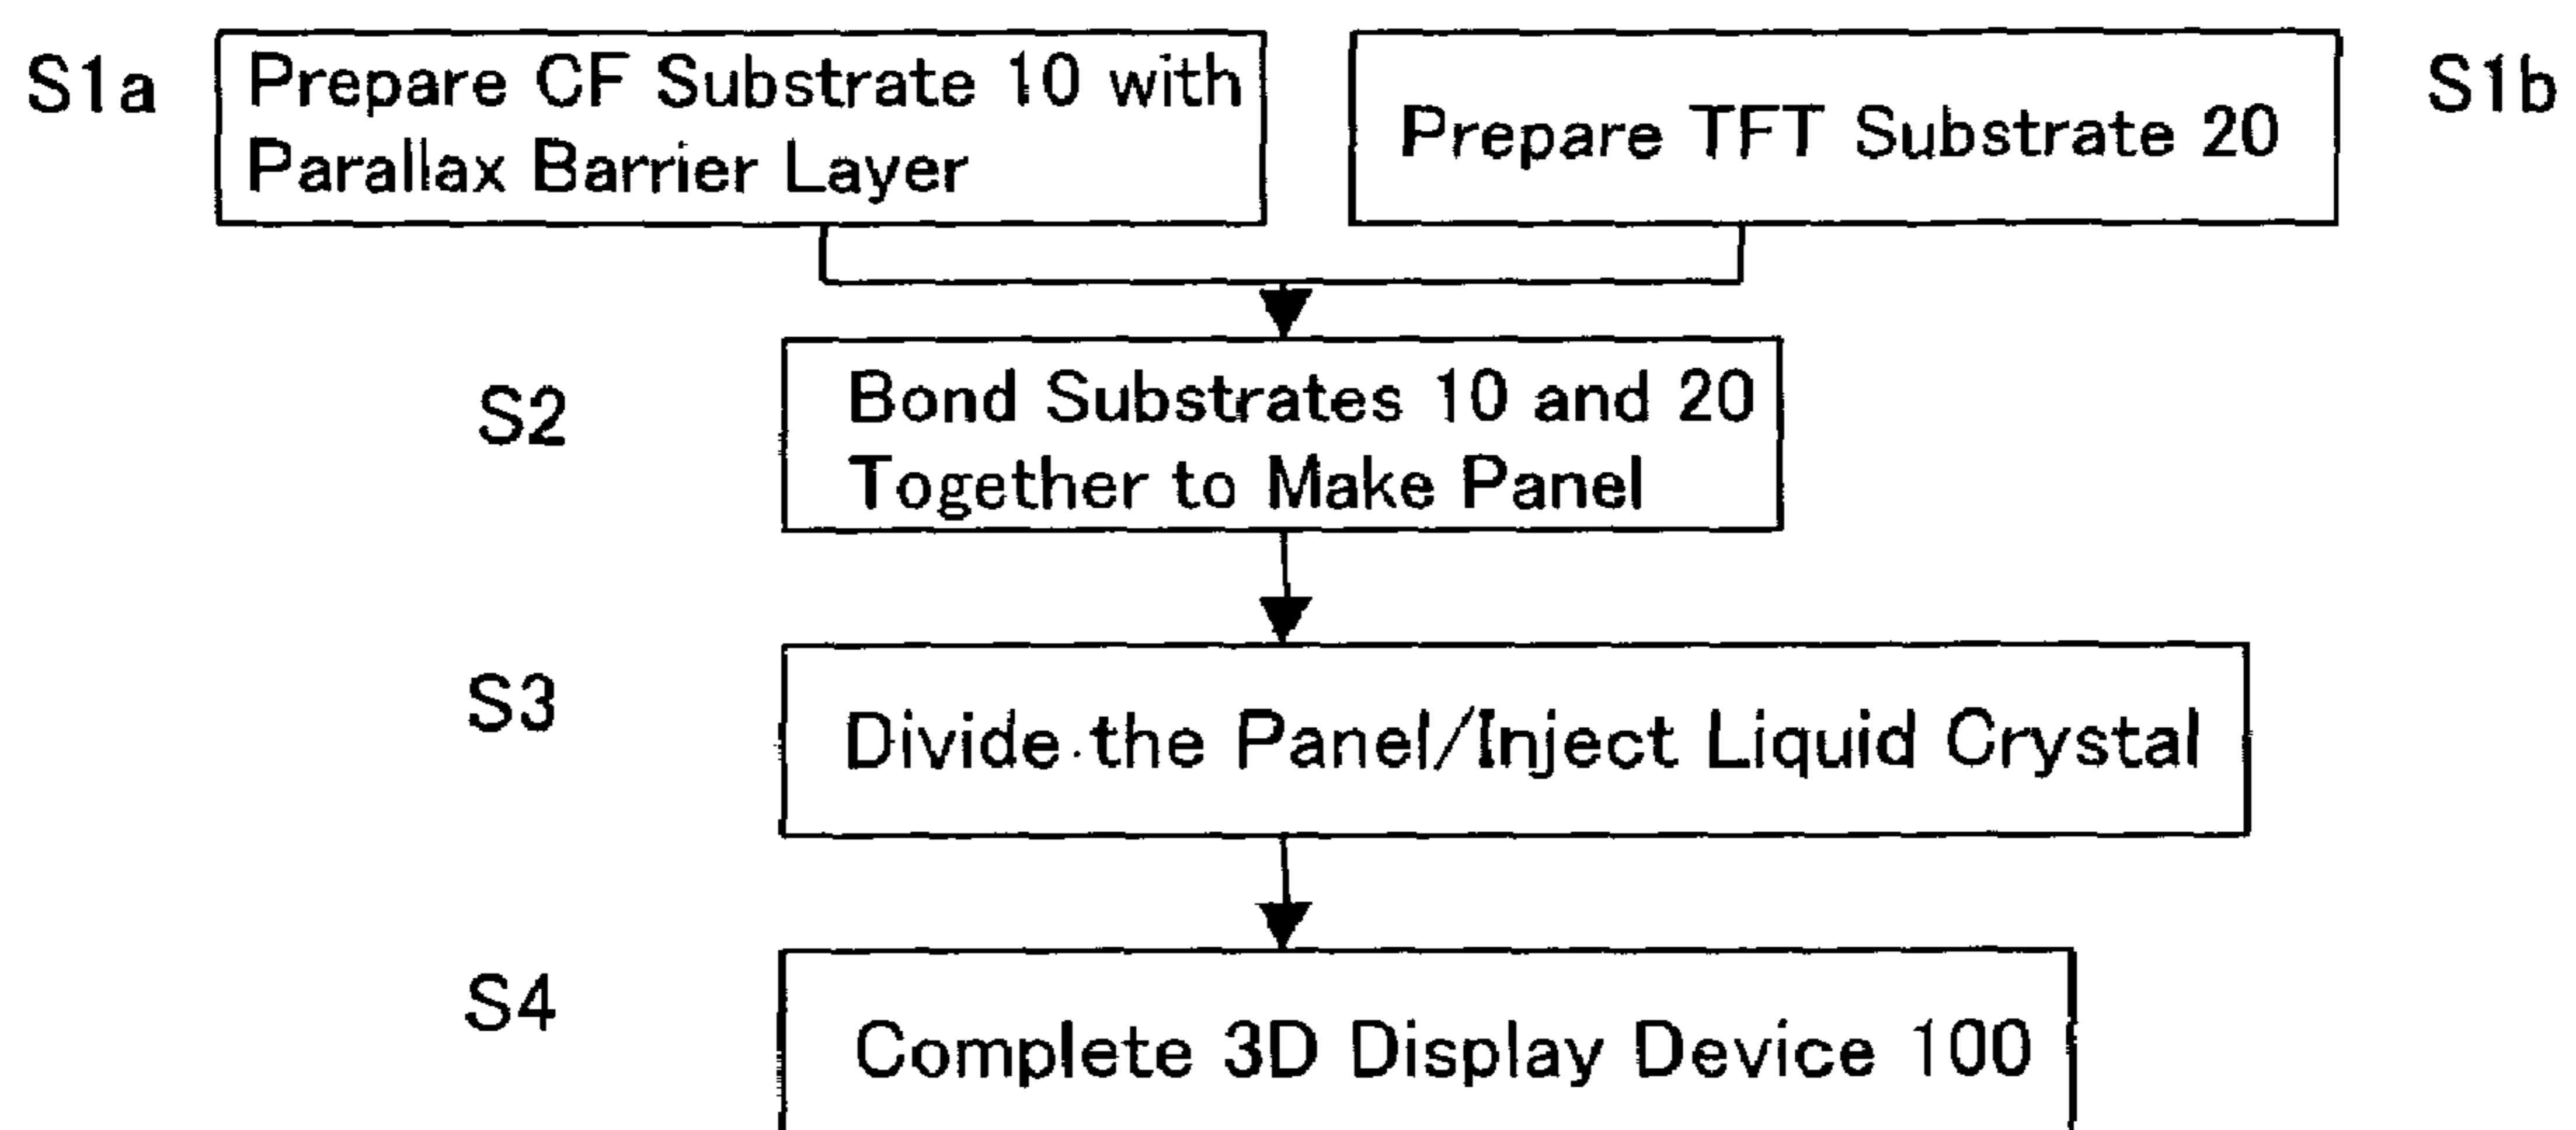 S1a
Prepare CF Substrate 10 with
Parallax Barrier Layer
Prepare TFT Substrate 20
S1b
S2
Bond Substrates 10 and 20
Together to Make Panel
S3
Divide the Panel/Inject Liquid Crystal
S4
Complete 3D Display Device 100